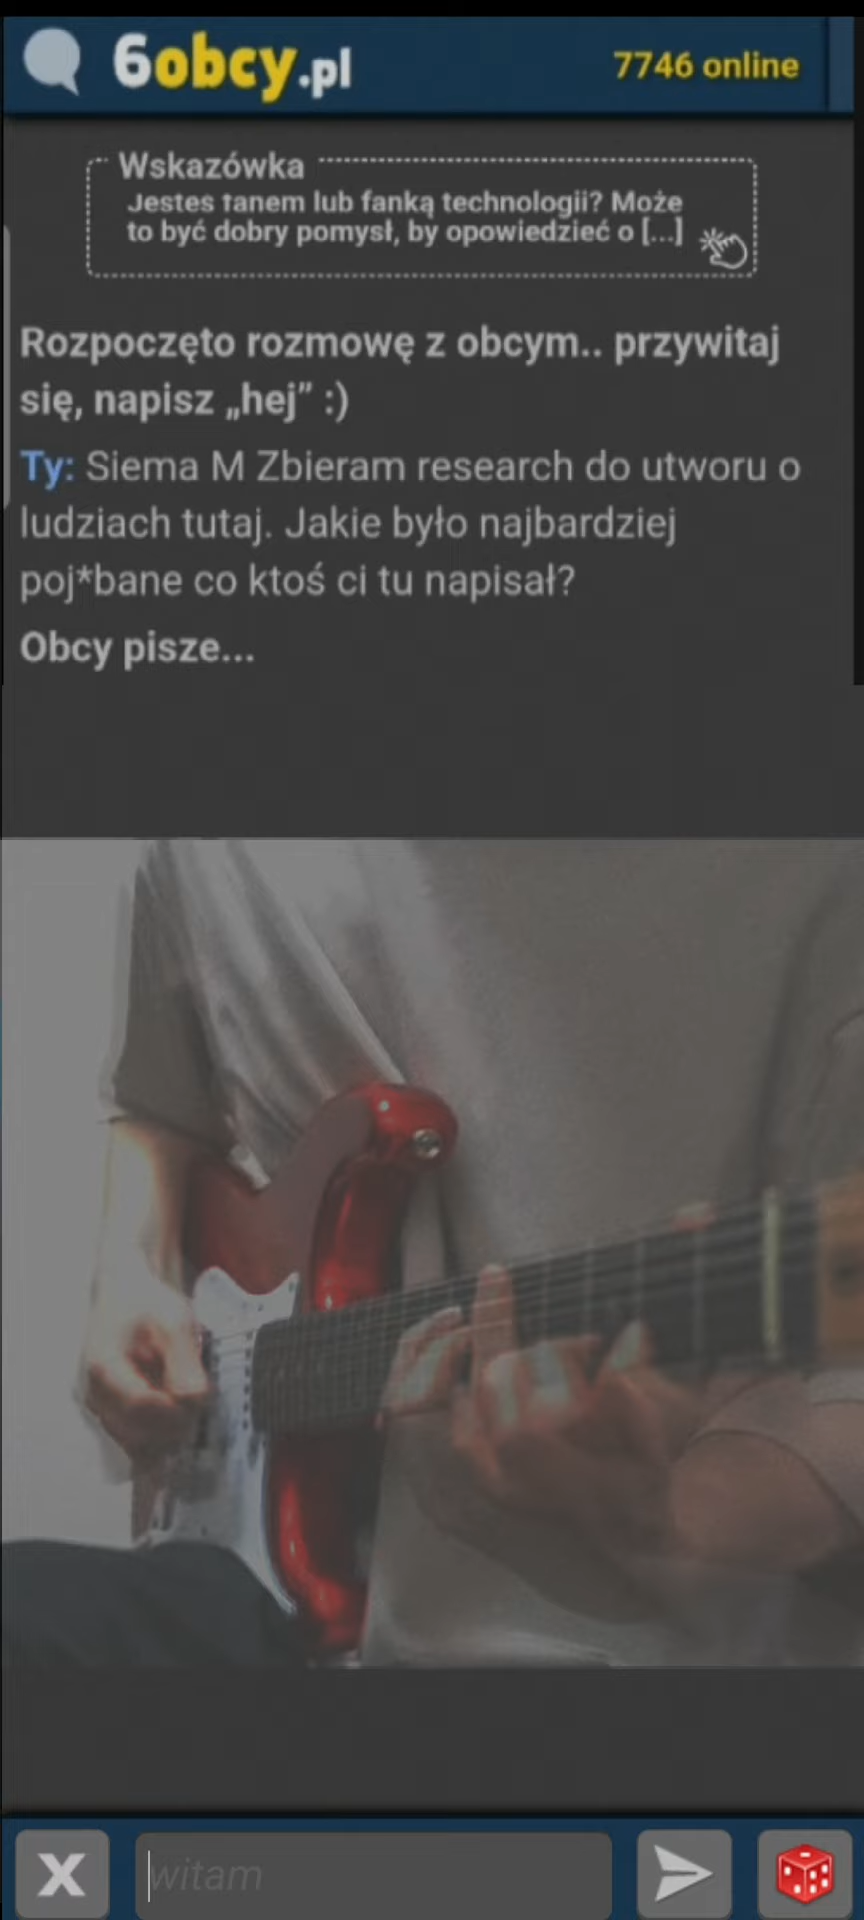 6obcy.pl
7746 online
Wskazówka
Jesteś fanem lub fanką technologii? Może
to być dobry pomysł, by opowiedzieć o [...]
Rozpoczęto rozmowę z obcym.. przywitaj
się, napisz „hej” :)
Ty: Siema M Zbieram research do utworu o
ludziach tutaj. Jakie było najbardziej
poj*bane co ktoś ci tu napisał?
Obcy pisze...
X
witam